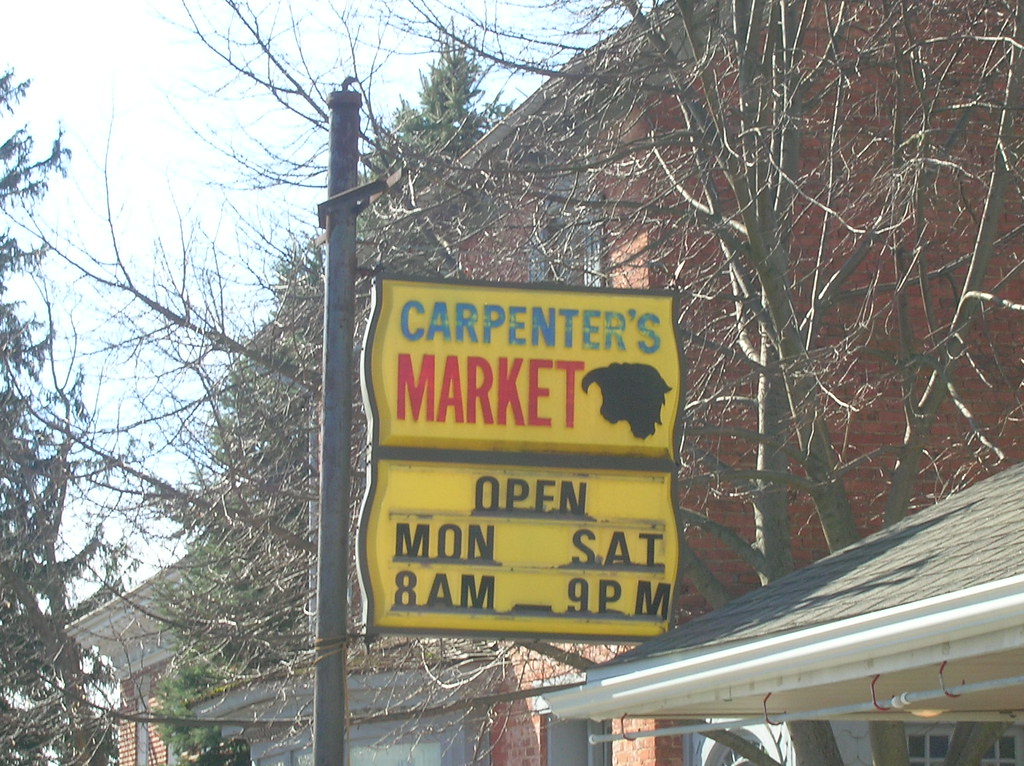 CARPENTER'S
MARKET
OPEN
MON SAT
8AM - 9PM